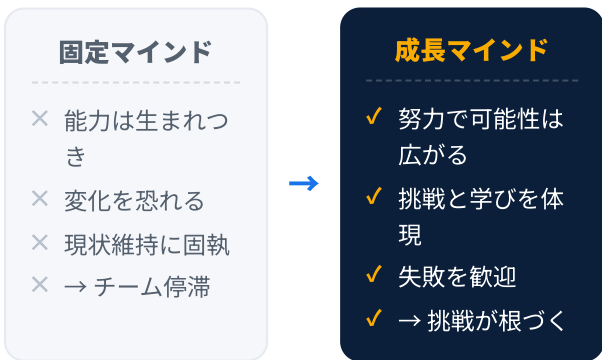 固定マインド
× 能力は生まれつ
き
× 変化を恐れる
× 現状維持に固執
× → チーム停滞
→
成長マインド
✓ 努力で可能性は
広がる
✓ 挑戦と学びを体
現
✓ 失敗を歓迎
✓ → 挑戦が根づく